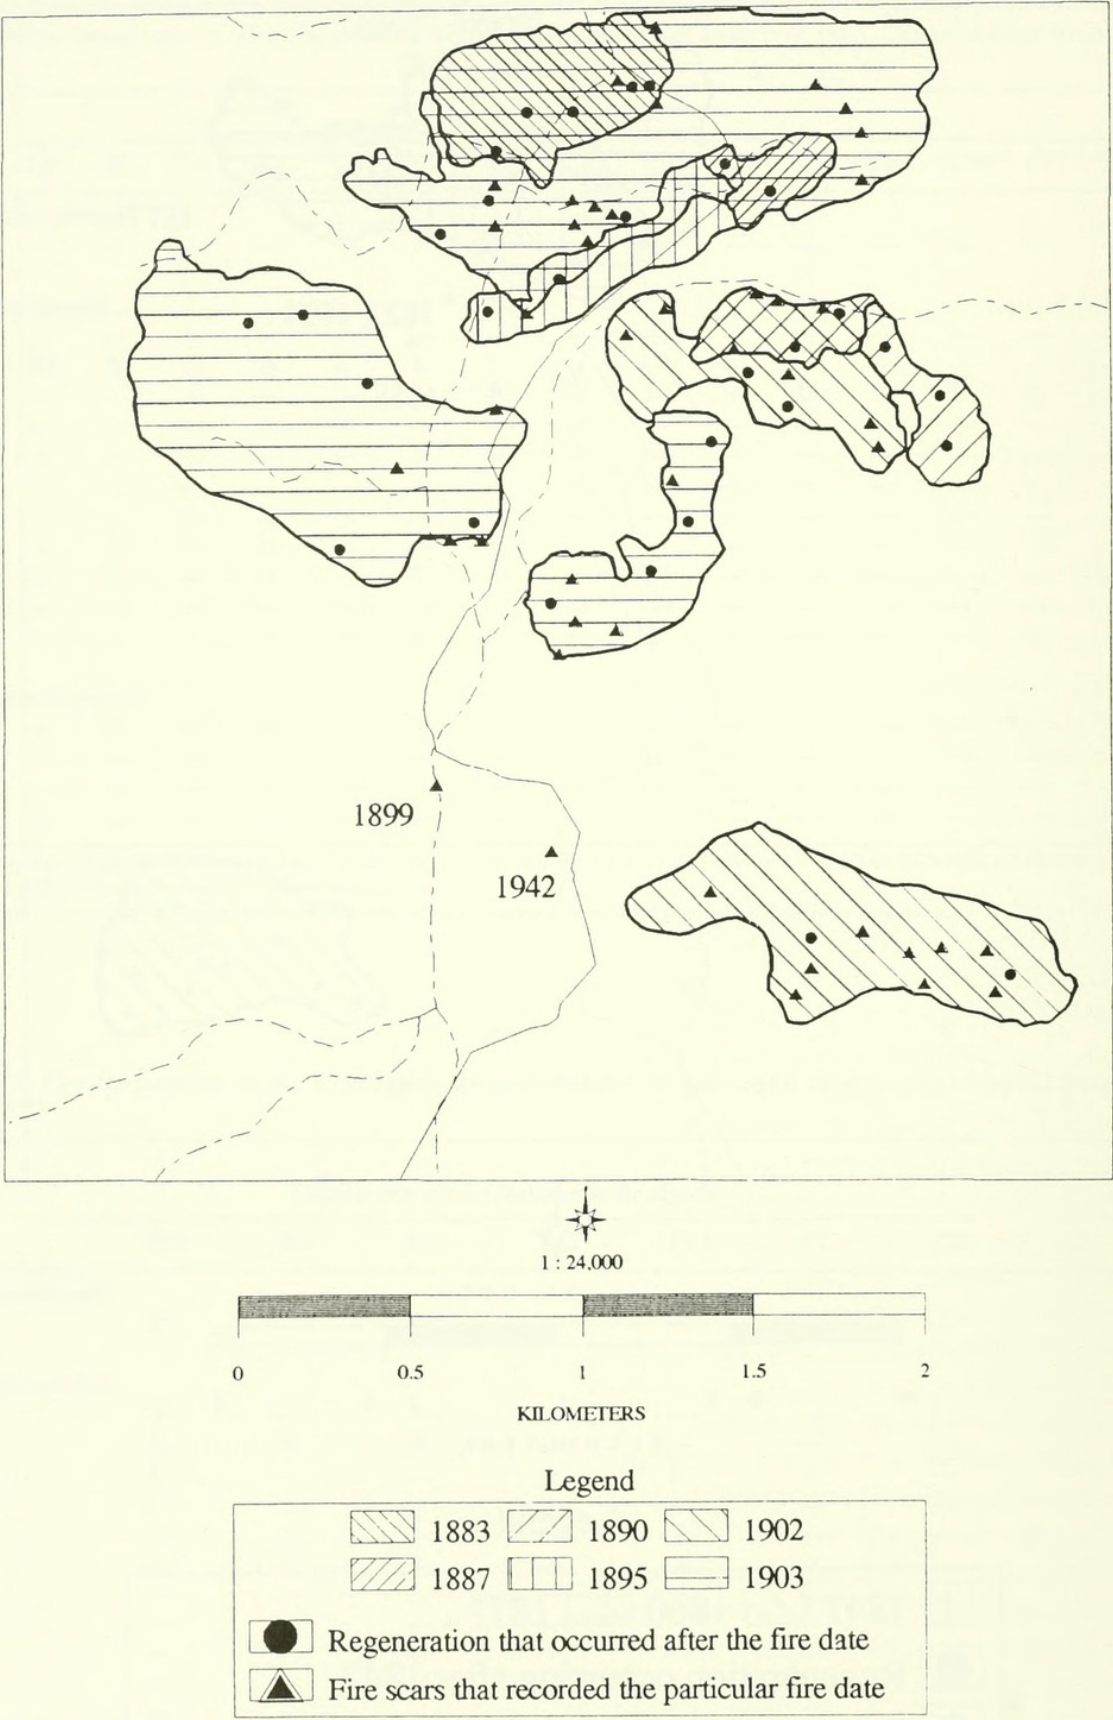 1899
1942
1 : 24,000
0 0.5 1 1.5 2
KILOMETERS
Legend
1883 1890 1902
1887 1895 1903
Regeneration that occurred after the fire date
Fire scars that recorded the particular fire date